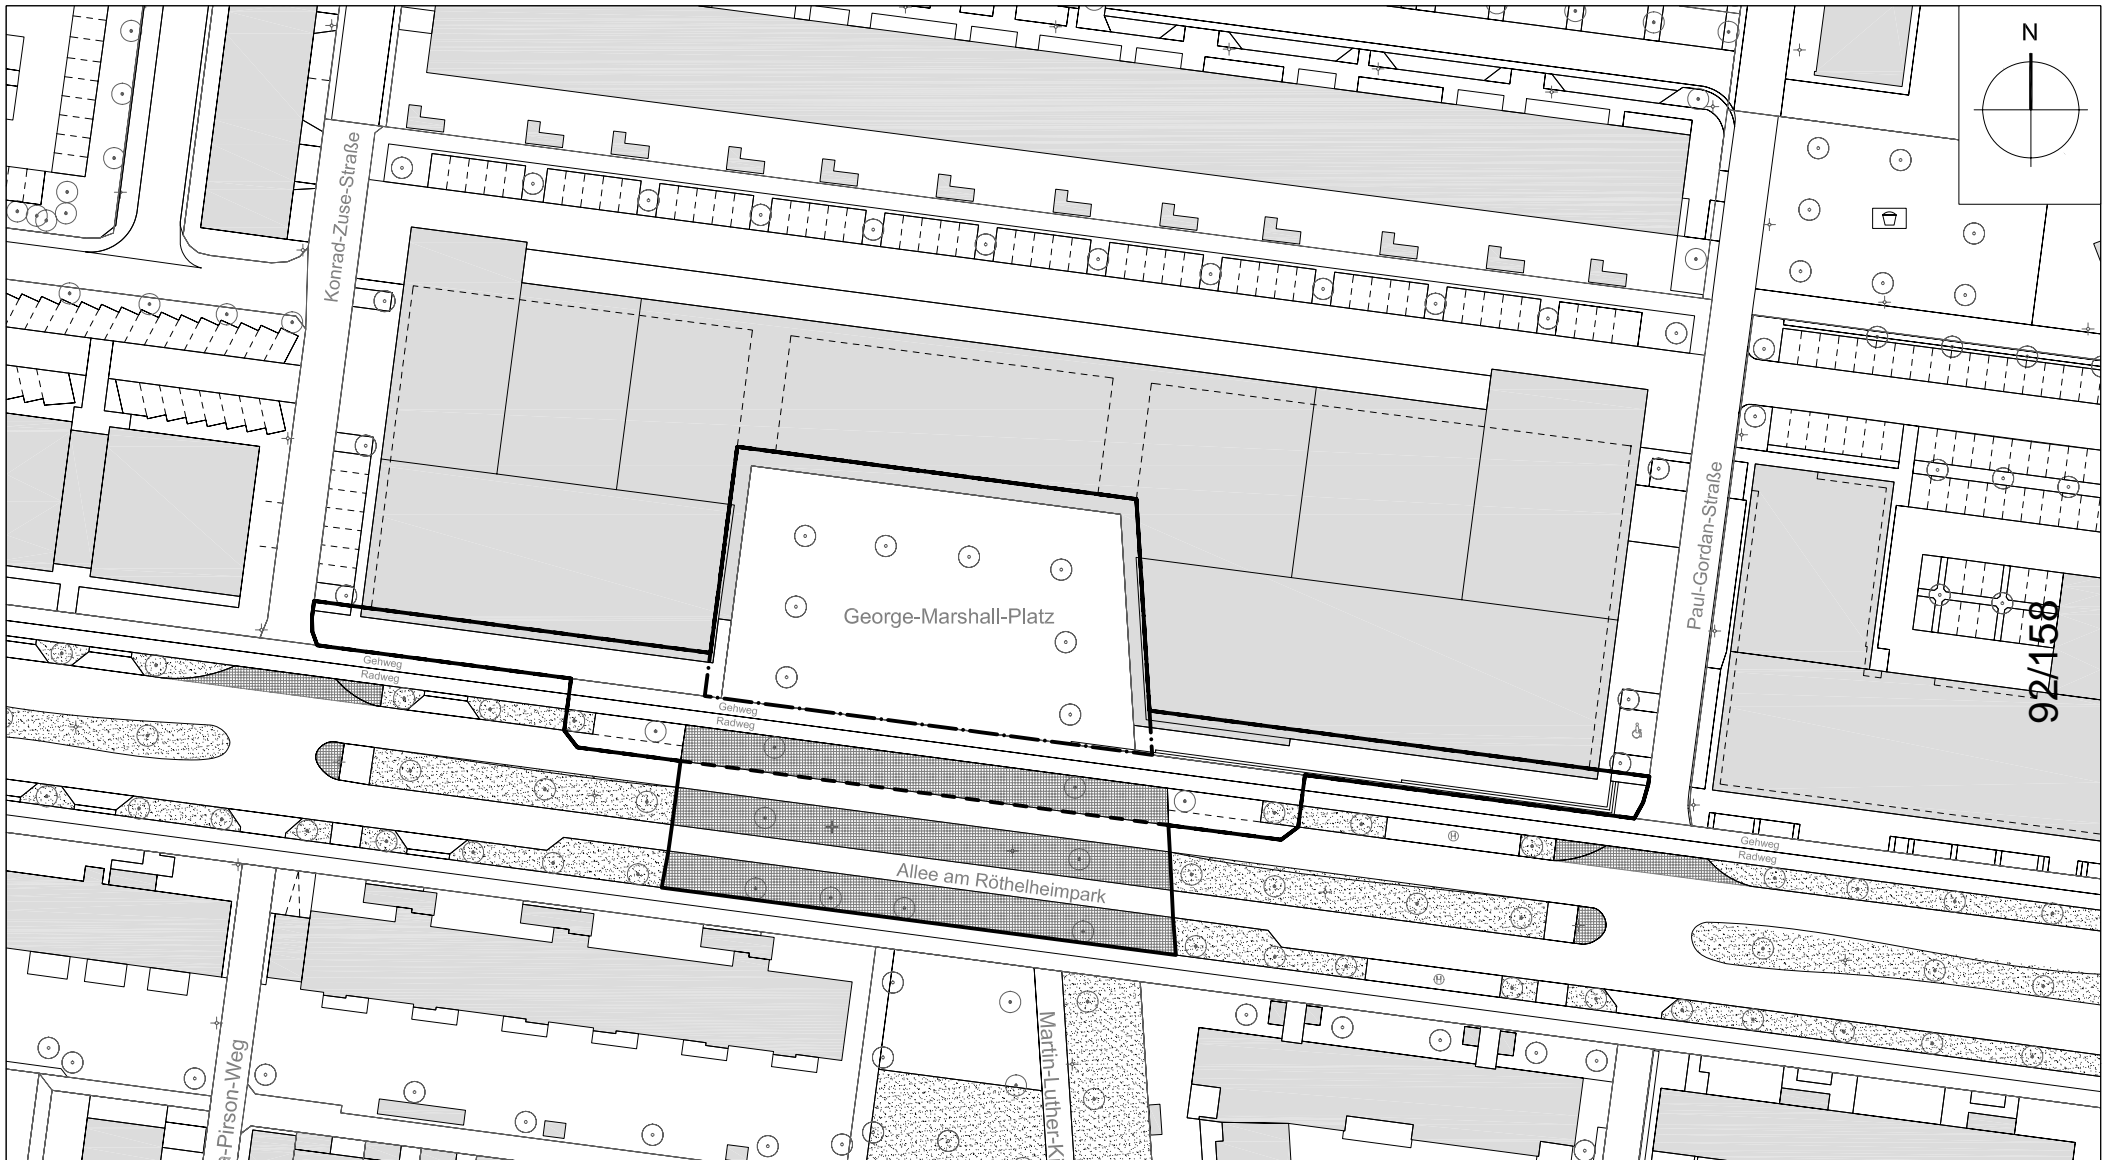 N
Konrad-Zuse-Straße
Paul-Gordan-Straße
92/158
George-Marshall-Platz
Gehweg
Radweg
Gehweg
Radweg
Gehweg
Radweg
H
Allee am Röthelheimpark
H
Martin-Luther-K
a-Pirson-Weg